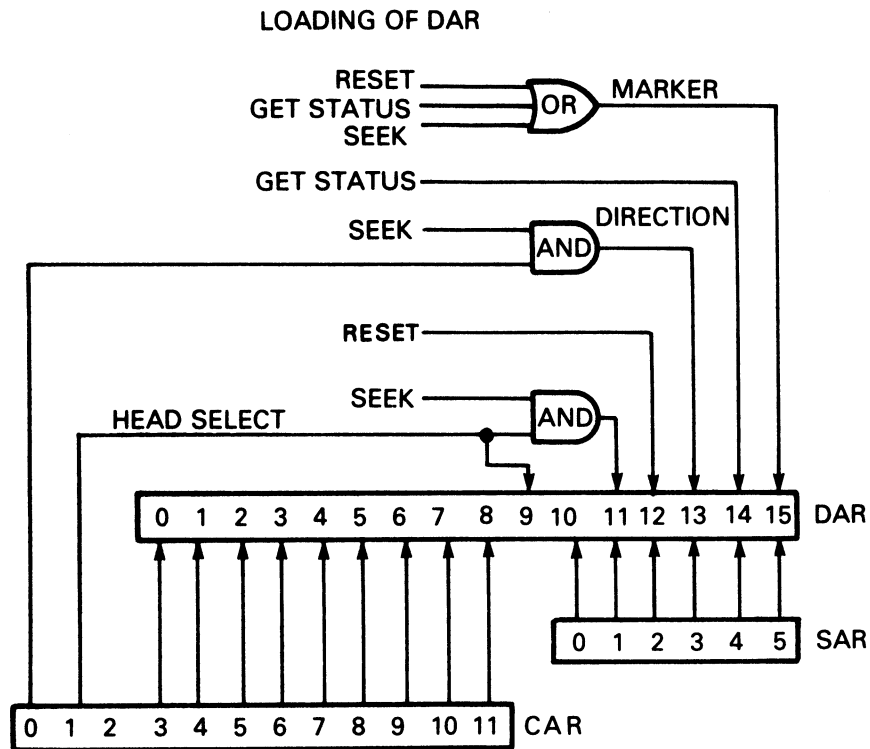 LOADING OF DAR
RESET
GET STATUS
SEEK
OR
MARKER
GET STATUS
SEEK
AND
DIRECTION
RESET
SEEK
AND
HEAD SELECT
0 1 2 3 4 5 6 7 8 9 10 11 12 13 14 15 DAR
0 1 2 3 4 5 SAR
0 1 2 3 4 5 6 7 8 9 10 11 CAR